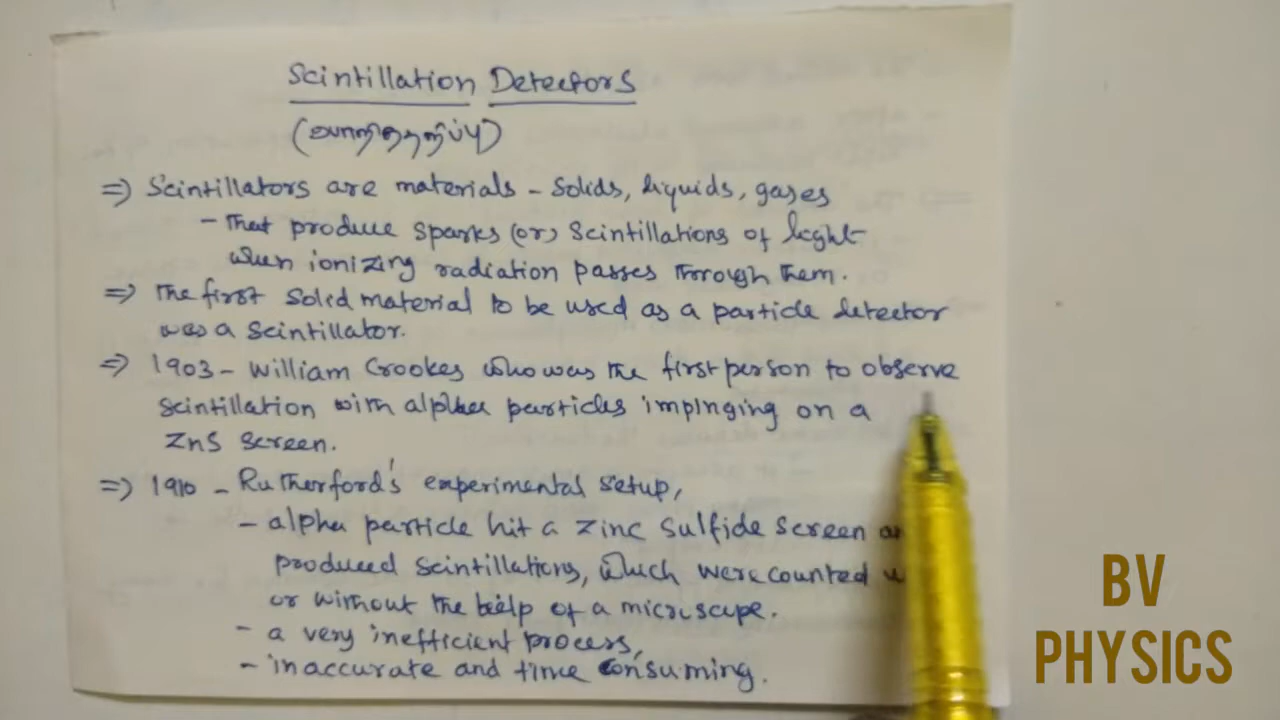 Scintillation Detectors
=> Scintillators are materials - Solids, liquids, gases
- That produce sparks (or) scintillations of light
when ionizing radiation passes through them.
=> The first solid material to be used as a particle detector
was a scintillator.
=> 1903 - William Crookes who was the first person to observe
scintillation with alpha particles impinging on a
ZnS screen.
=> 1910 - Rutherford's experimental setup,
- alpha particle hit a zinc sulfide screen
produced scintillations, which were counted
or without the help of a microscope.
- a very inefficient process,
- inaccurate and time consuming.
BV
PHYSICS